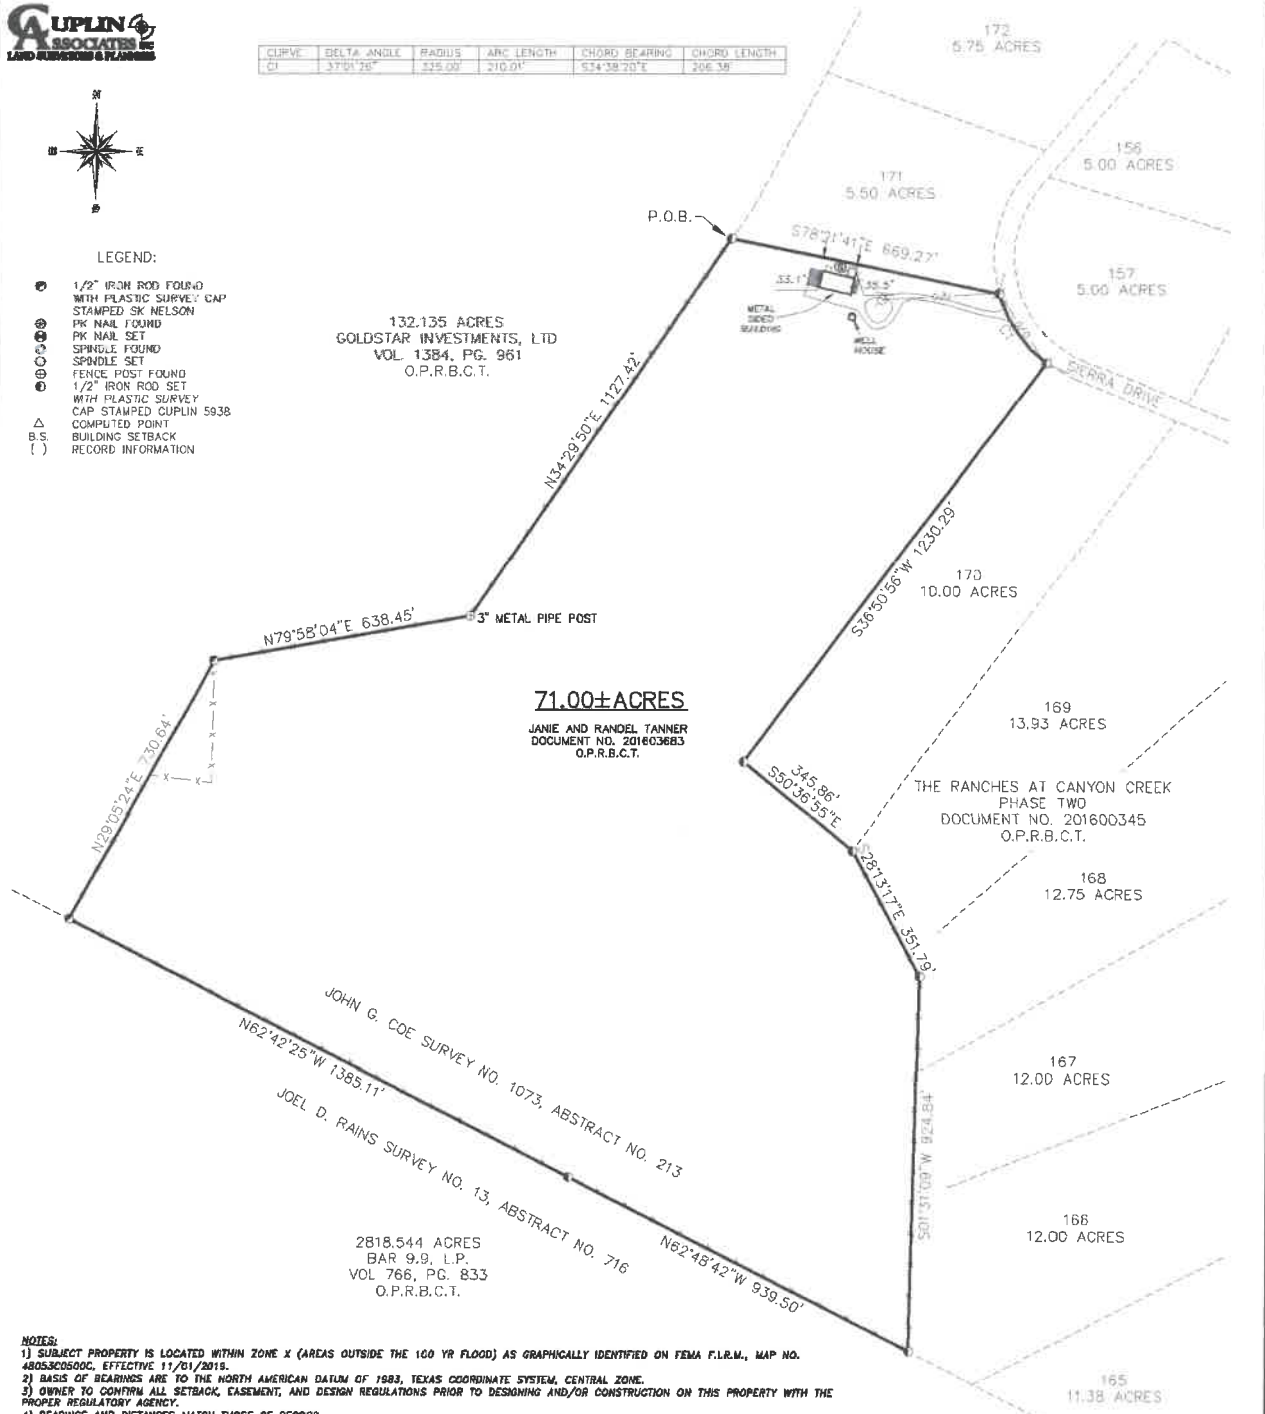 CUPLIN
ASSOCIATES INC
LAND SURVEYORS & PLANNERS
CURVE DELTA ANGLE RADIUS ARC LENGTH CHORD BEARING CHORD LENGTH
C1 37°01'26" 325.00' 210.01' S34°38'20"E 206.38'
N
E
S
LEGEND:
1/2" IRON ROD FOUND
WITH PLASTIC SURVEY CAP
STAMPED SK NELSON
PK NAIL FOUND
PK NAIL SET
SPINDLE FOUND
SPINDLE SET
FENCE POST FOUND
1/2" IRON ROD SET
WITH PLASTIC SURVEY
CAP STAMPED CUPLIN 5938
COMPUTED POINT
B.S. BUILDING SETBACK
( ) RECORD INFORMATION
172
5.75 ACRES
156
5.00 ACRES
171
5.50 ACRES
157
5.00 ACRES
P.O.B.
S78°31'41"E 669.27'
53.1'
METAL
SIDED
BUILDING
WELL
HOUSE
C1
SIERRA DRIVE
132.135 ACRES
GOLDSTAR INVESTMENTS, LTD
VOL. 1384, PG. 961
O.P.R.B.C.T.
N34°29'50"E 1127.42'
S36°50'56"W 1230.29'
170
10.00 ACRES
N79°58'04"E 638.45'
3" METAL PIPE POST
71.00±ACRES
JANIE AND RANDEL TANNER
DOCUMENT NO. 201603683
O.P.R.B.C.T.
169
13.93 ACRES
N29°05'24"E 730.64'
X X
X
X
345.86'
S50°36'55"E
THE RANCHES AT CANYON CREEK
PHASE TWO
DOCUMENT NO. 201600345
O.P.R.B.C.T.
S28°13'17"E 351.79'
168
12.75 ACRES
JOHN G. COE SURVEY NO. 1073, ABSTRACT NO. 213
N62°42'25"W 1385.11'
JOEL D. RAINS SURVEY NO. 13, ABSTRACT NO. 716
167
12.00 ACRES
S01°37'09"W 924.84'
166
12.00 ACRES
2818.544 ACRES
BAR 9.9, L.P.
VOL 766, PG. 833
O.P.R.B.C.T.
N62°48'42"W 939.50'
165
11.38 ACRES
NOTES:
1) SUBJECT PROPERTY IS LOCATED WITHIN ZONE X (AREAS OUTSIDE THE 100 YR FLOOD) AS GRAPHICALLY IDENTIFIED ON FEMA F.I.R.M., MAP NO.
48053C0500C, EFFECTIVE 11/01/2019.
2) BASIS OF BEARINGS ARE TO THE NORTH AMERICAN DATUM OF 1983, TEXAS COORDINATE SYSTEM, CENTRAL ZONE.
3) OWNER TO CONFIRM ALL SETBACK, EASEMENT, AND DESIGN REGULATIONS PRIOR TO DESIGNING AND/OR CONSTRUCTION ON THIS PROPERTY WITH THE
PROPER REGULATORY AGENCY.
4) BEARINGS AND DISTANCES MATCH THOSE OF RECORD